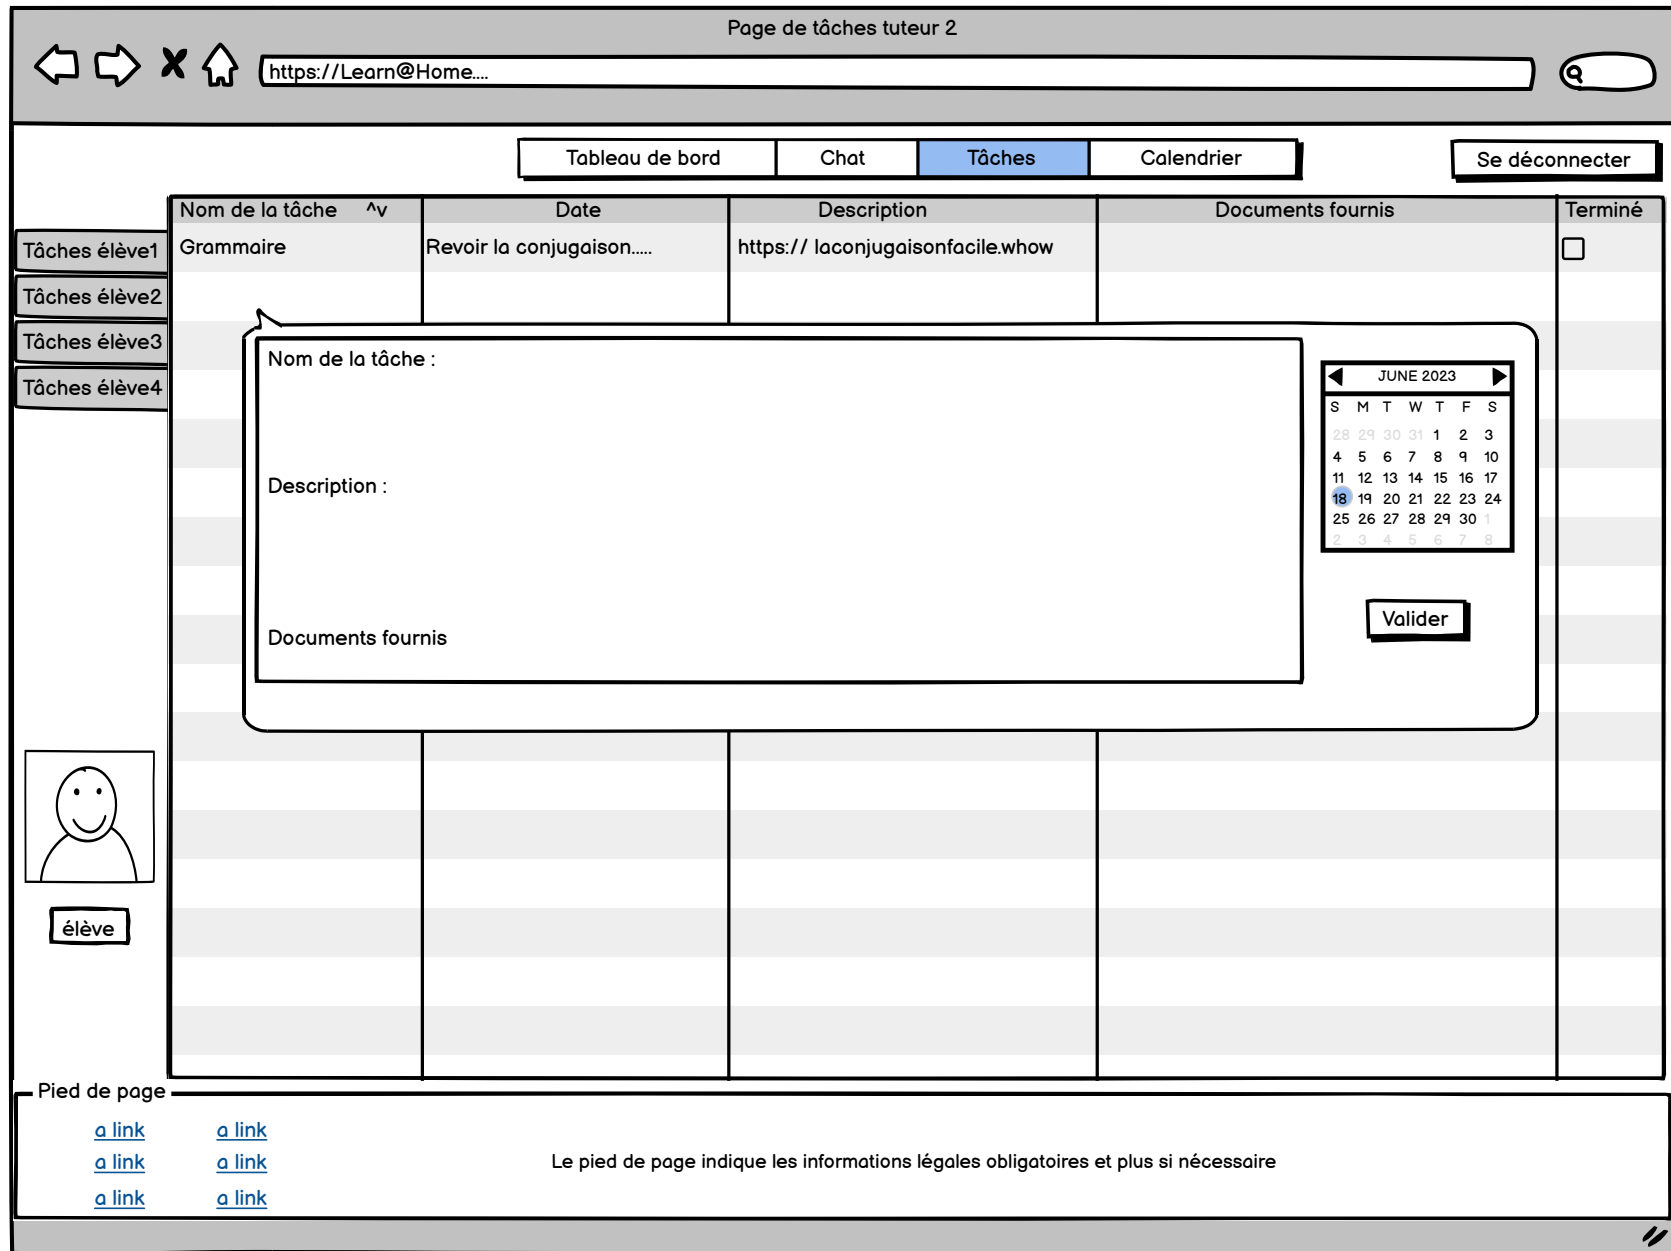 Page de tâches tuteur 2
https://Learn@Home....
Tableau de bord Chat Tâches Calendrier Se déconnecter
Nom de la tâche ^v Date Description Documents fournis Terminé
Grammaire Revoir la conjugaison..... https:// laconjugaisonfacile.whow
Tâches élève1
Tâches élève2
Tâches élève3
Tâches élève4
Nom de la tâche :
Description :
Documents fournis
JUNE 2023
S M T W T F S
28 29 30 31 1 2 3
4 5 6 7 8 9 10
11 12 13 14 15 16 17
18 19 20 21 22 23 24
25 26 27 28 29 30 1
2 3 4 5 6 7 8
Valider
élève
Pied de page
a link a link
a link a link
a link a link
Le pied de page indique les informations légales obligatoires et plus si nécessaire